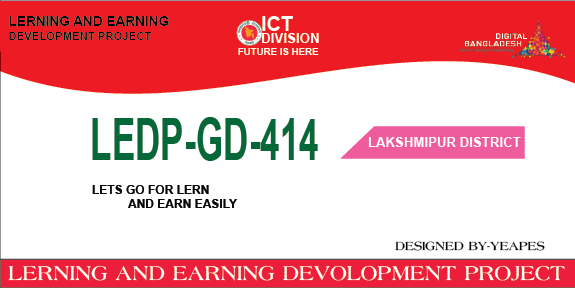 LERNING AND EARNING
DEVELOPMENT PROJECT
ICT
DIVISION
FUTURE IS HERE
DIGITAL
BANGLADESH
LEDP-GD-414
LAKSHMIPUR DISTRICT
LETS GO FOR LERN
AND EARN EASILY
DESIGNED BY-YEAPES
LERNING AND EARNING DEVOLOPMENT PROJECT